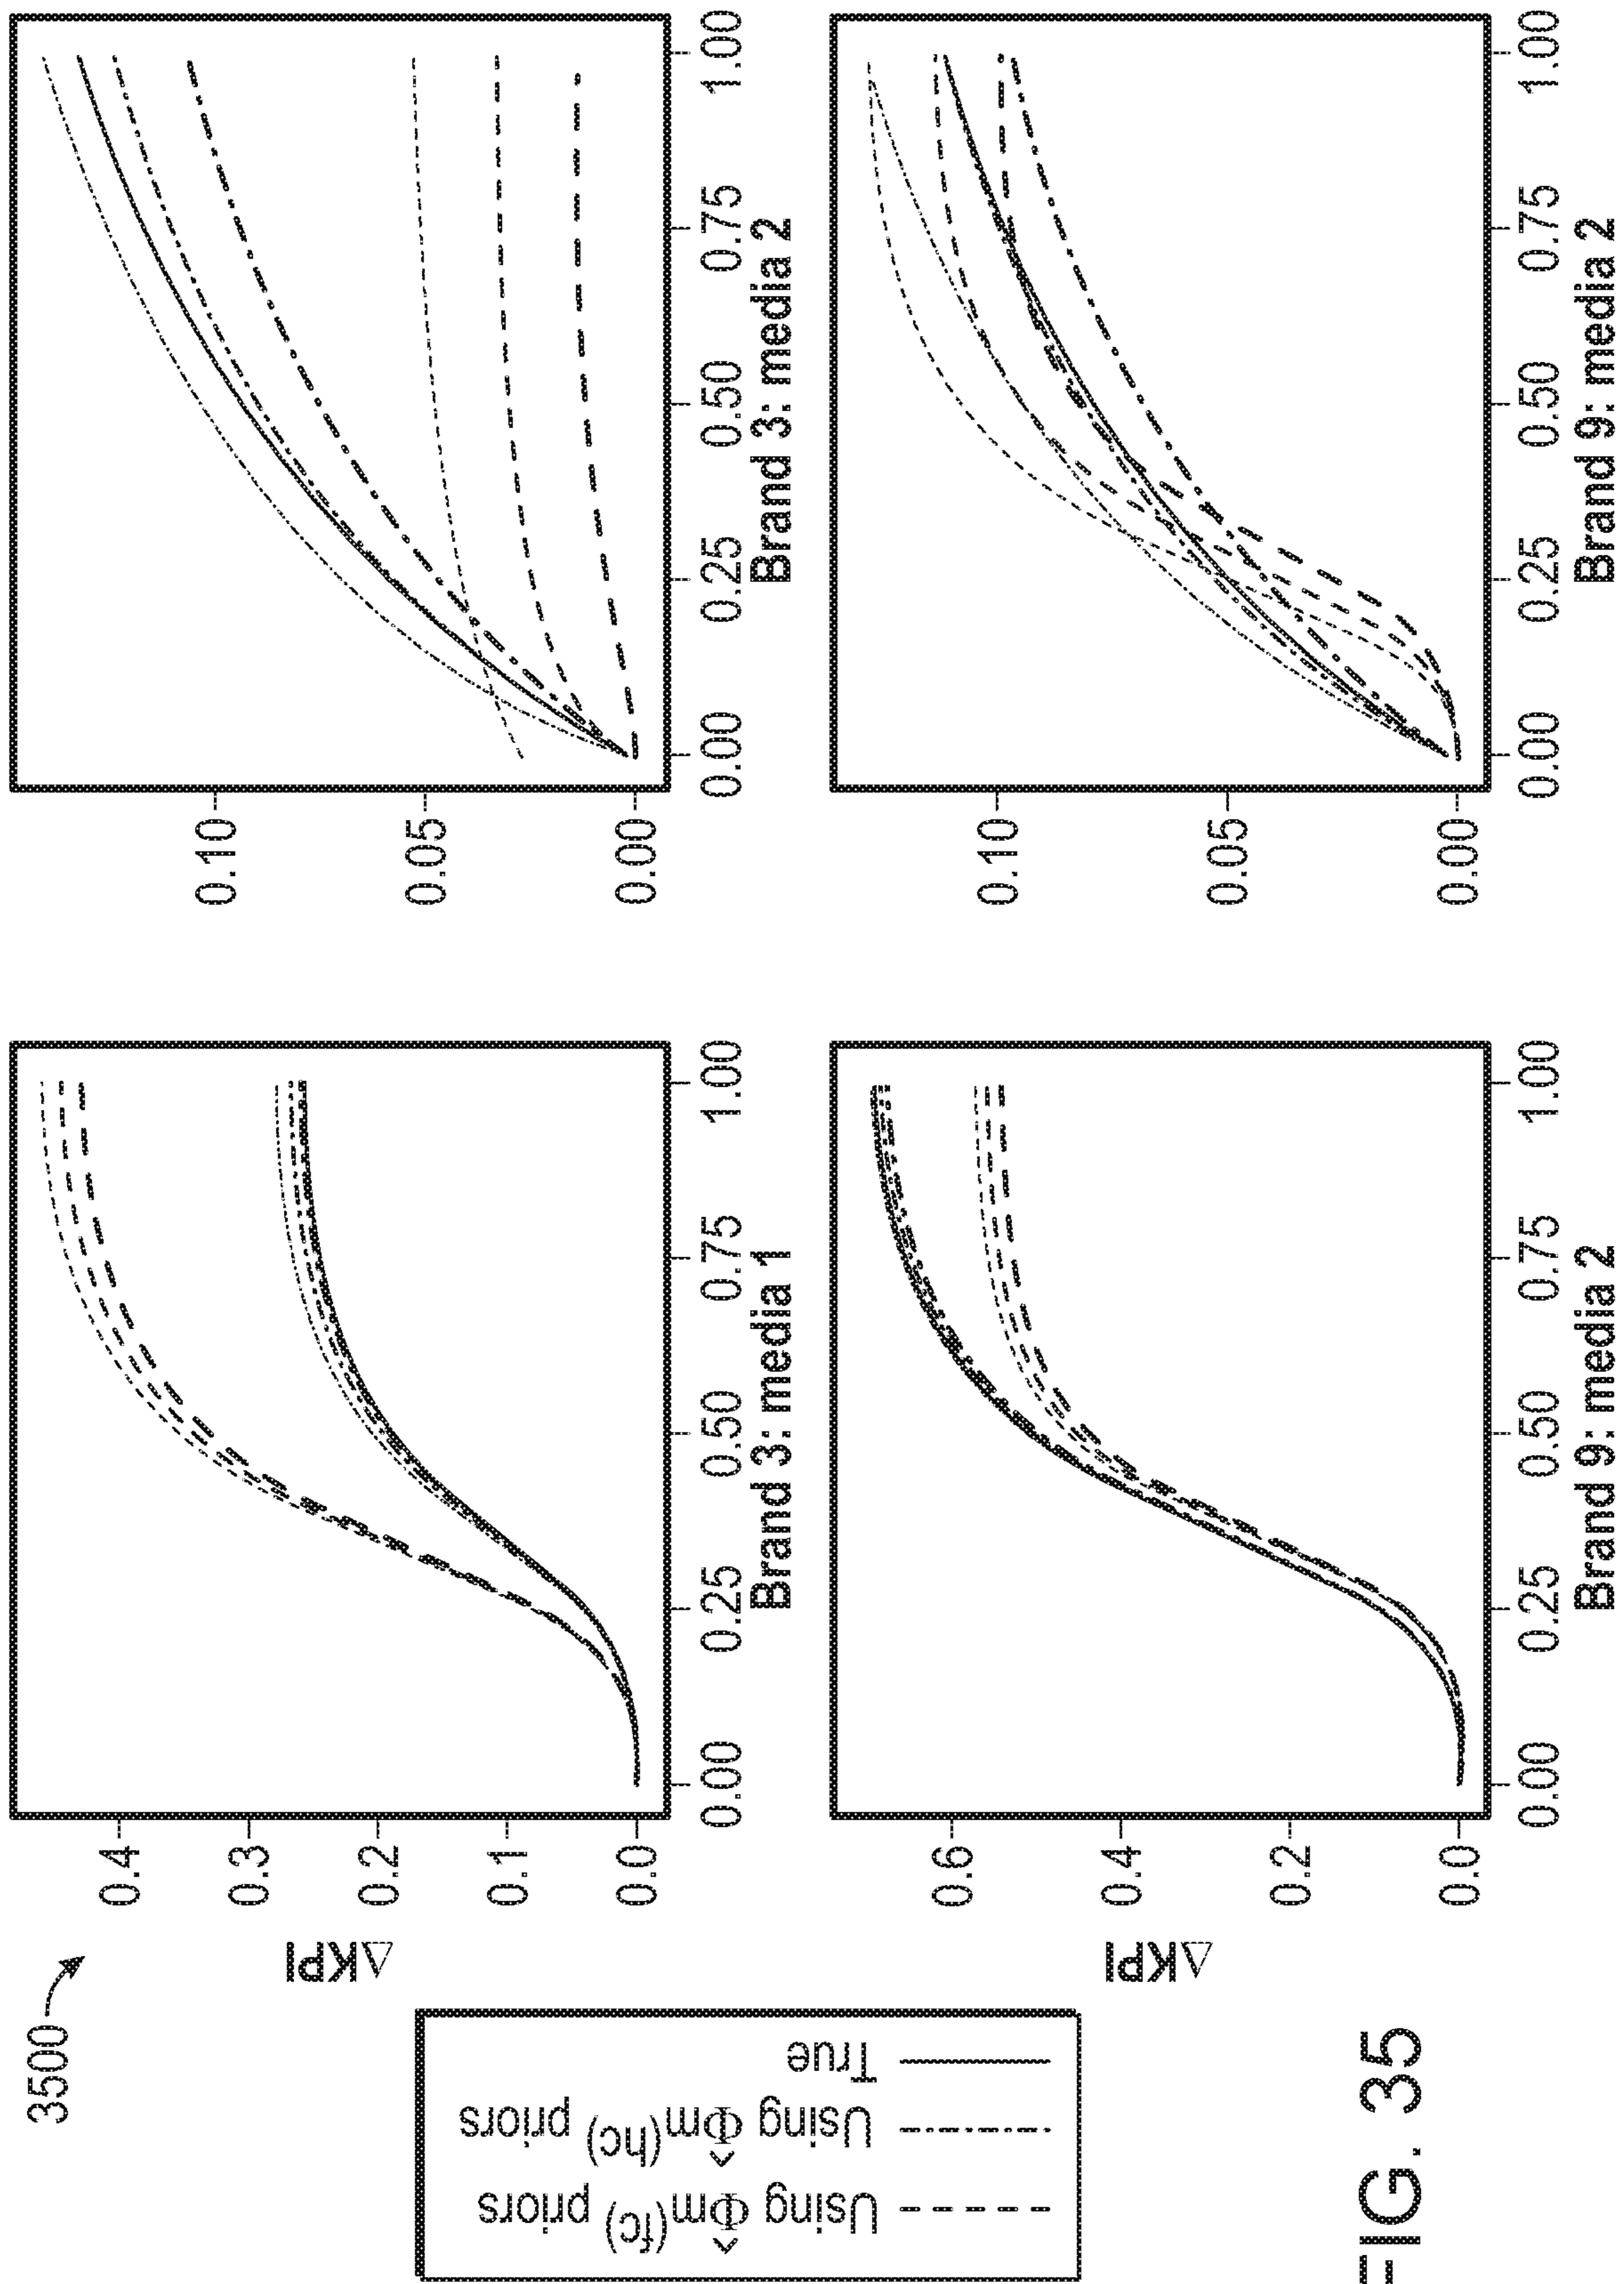 3500
ΔKPI
0.4
0.3
0.2
0.1
0.0
0.00 0.25 0.50 0.75 1.00
Brand 3: media 1
0.10
0.05
0.00
0.00 0.25 0.50 0.75 1.00
Brand 3: media 2
Using Φ̂m(fc) priors
Using Φ̂m(hc) priors
True
ΔKPI
0.6
0.4
0.2
0.0
0.00 0.25 0.50 0.75 1.00
Brand 9: media 2
0.10
0.05
0.00
0.00 0.25 0.50 0.75 1.00
Brand 9: media 2
FIG. 35